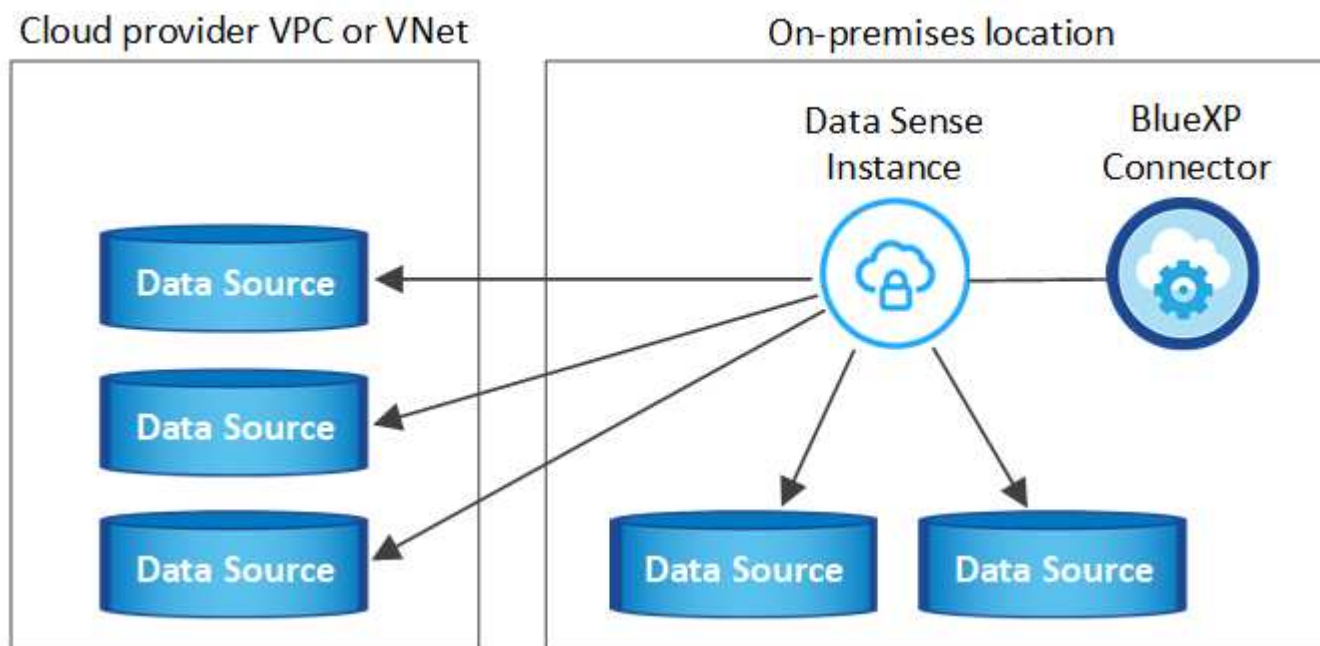 Cloud provider VPC or VNet
On-premises location
Data Sense
Instance
BlueXP
Connector
Data Source
Data Source
Data Source
Data Source
Data Source